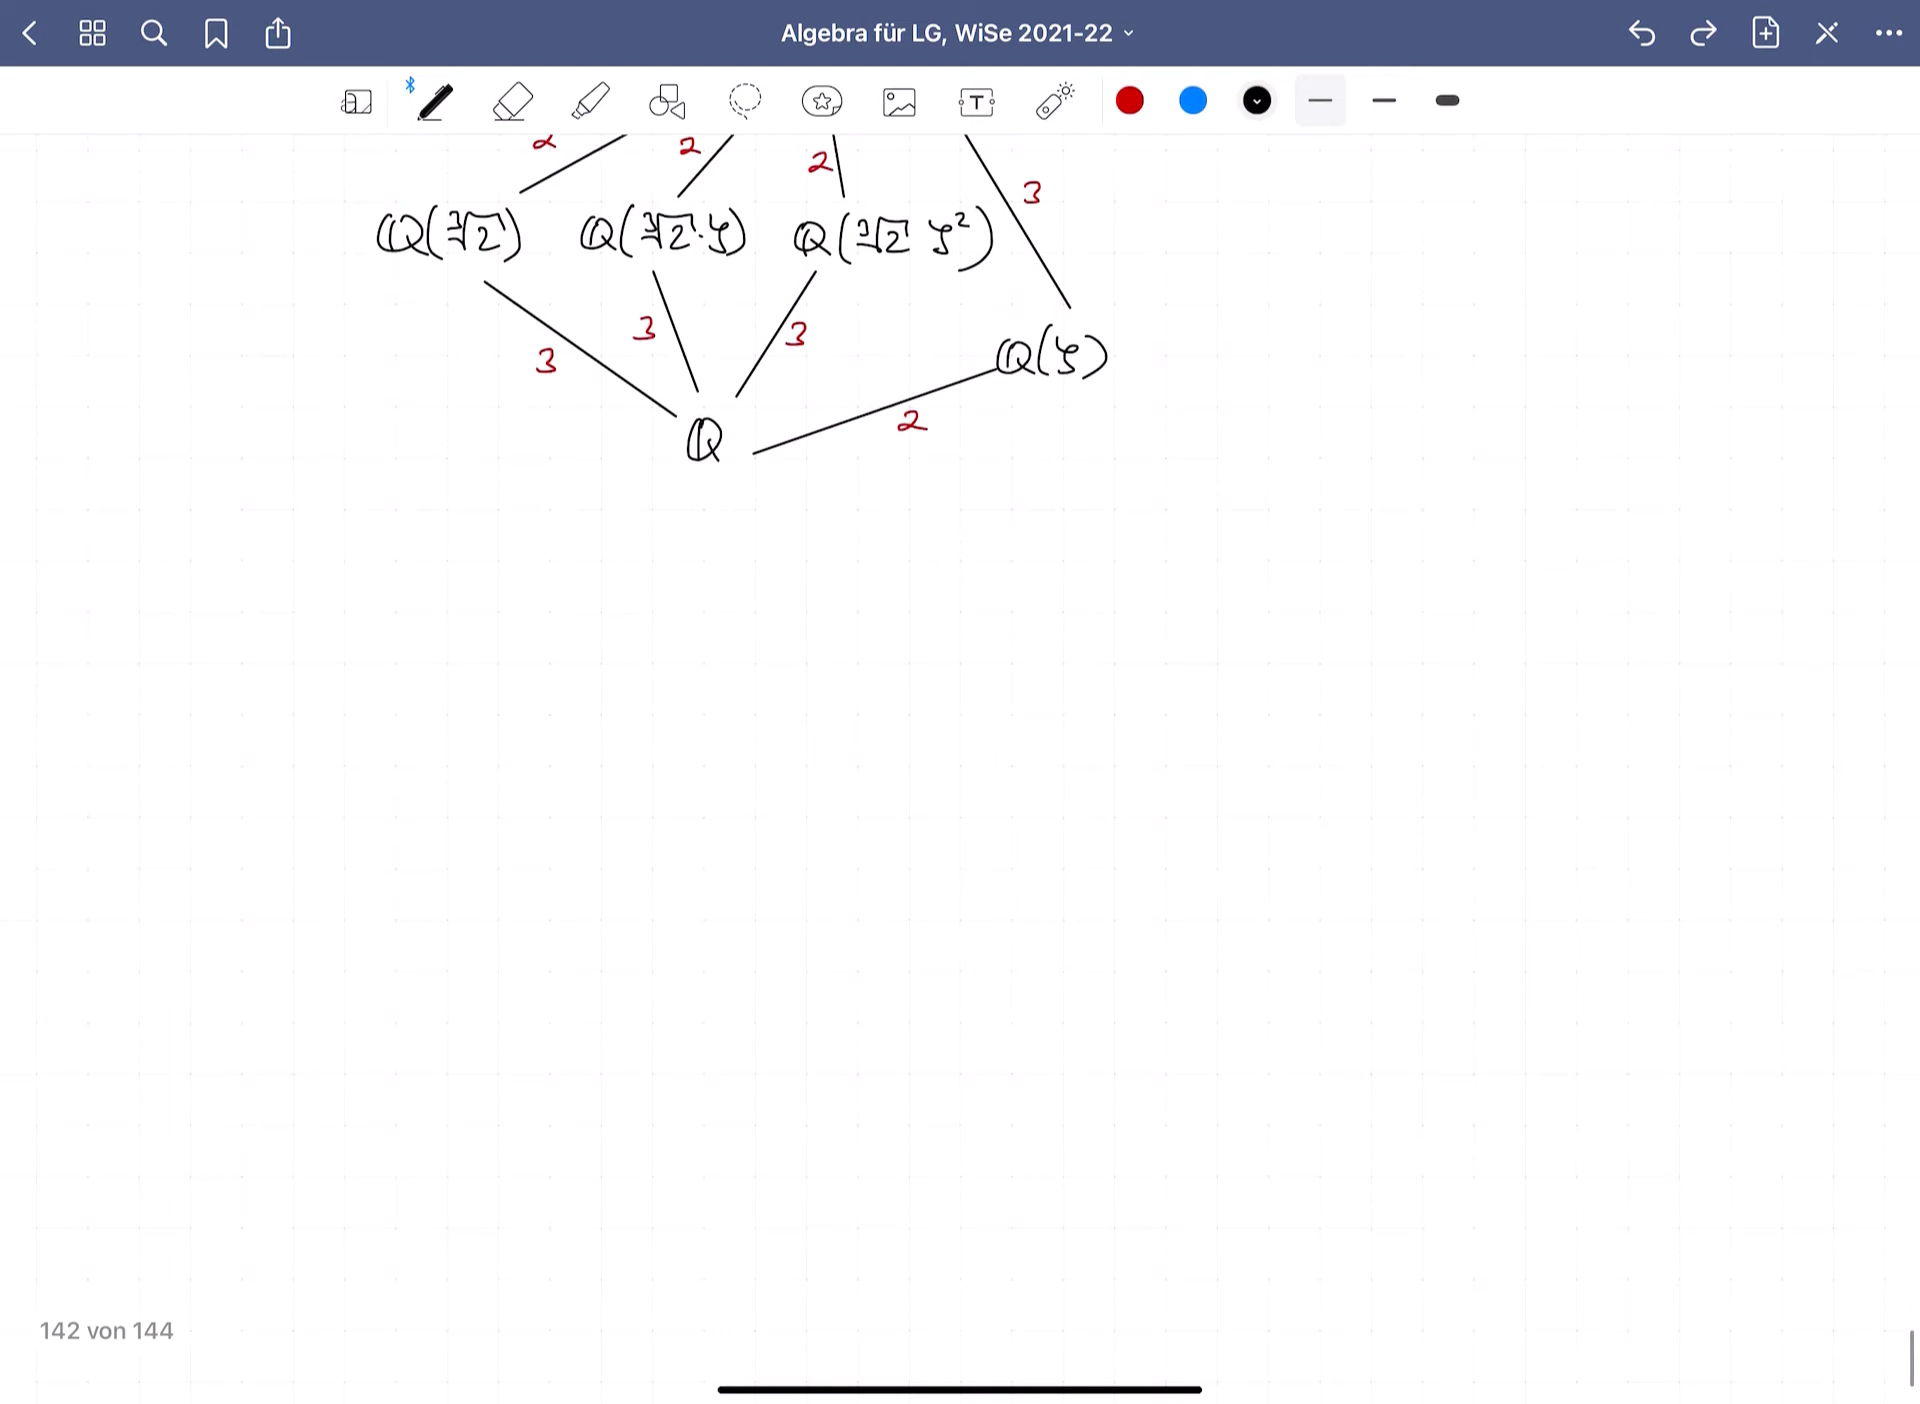 Algebra für LG, WiSe 2021-22
T
2 2 2 3
ℚ(∛2) ℚ(∛2·ζ) ℚ(∛2 ζ²)
3 3 3 ℚ(ζ)
ℚ 2
142 von 144